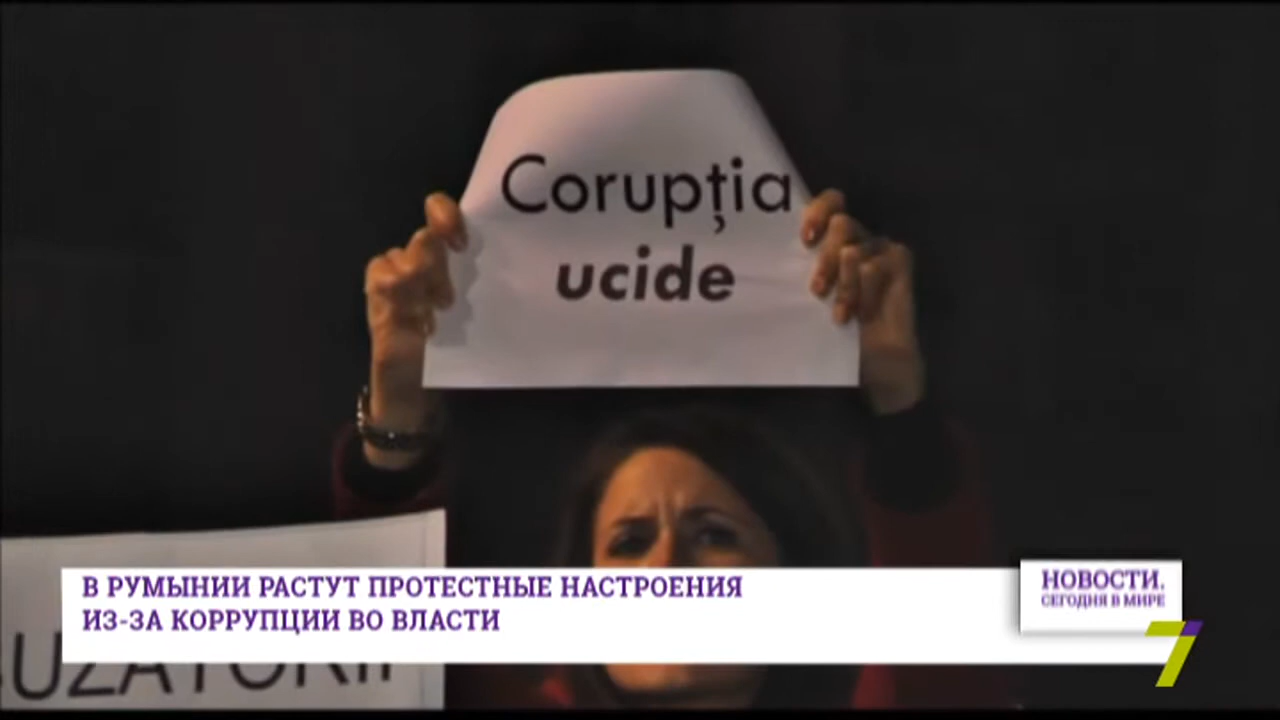 Corupția
ucide
В РУМЫНИИ РАСТУТ ПРОТЕСТНЫЕ НАСТРОЕНИЯ
ИЗ-ЗА КОРРУПЦИИ ВО ВЛАСТИ
НОВОСТИ.
СЕГОДНЯ В МИРЕ
7